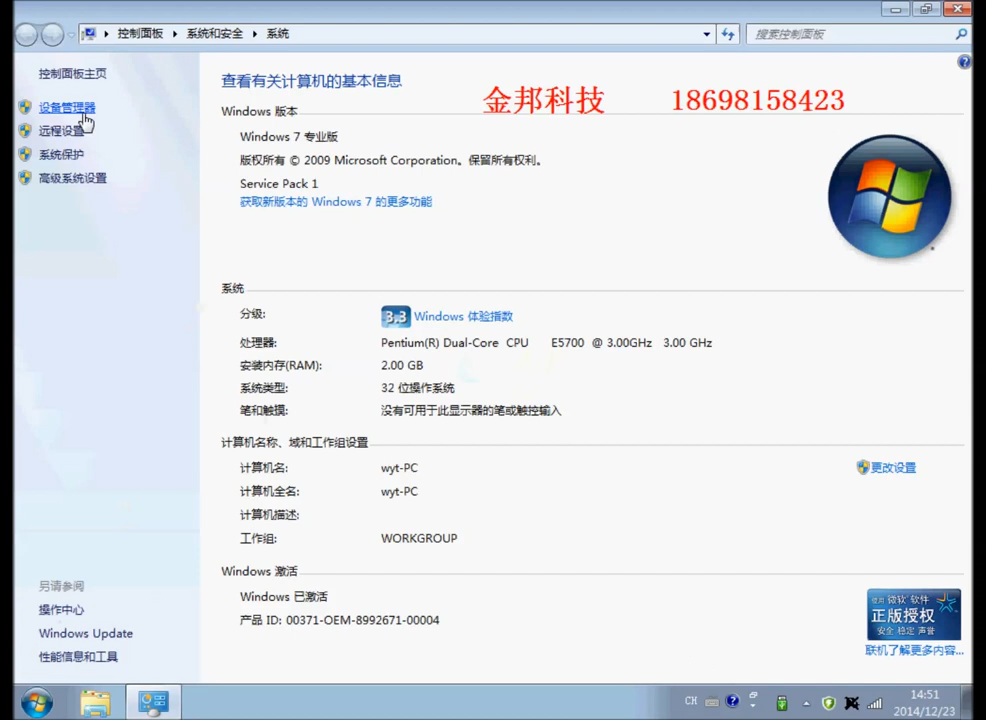 控制面板 ▸ 系统和安全 ▸ 系统
搜索控制面板
控制面板主页
设备管理器
远程设置
系统保护
高级系统设置
查看有关计算机的基本信息
金邦科技 18698158423
Windows 版本
Windows 7 专业版
版权所有 © 2009 Microsoft Corporation。保留所有权利。
Service Pack 1
获取新版本的 Windows 7 的更多功能
系统
分级: 3.3 Windows 体验指数
处理器: Pentium(R) Dual-Core CPU E5700 @ 3.00GHz 3.00 GHz
安装内存(RAM): 2.00 GB
系统类型: 32 位操作系统
笔和触摸: 没有可用于此显示器的笔或触控输入
计算机名称、域和工作组设置
计算机名: wyt-PC
更改设置
计算机全名: wyt-PC
计算机描述:
工作组: WORKGROUP
Windows 激活
Windows 已激活
产品 ID: 00371-OEM-8992671-00004
使用 微软 软件
正版授权
安全 稳定 声誉
联机了解更多内容...
另请参阅
操作中心
Windows Update
性能信息和工具
CH
14:51
2014/12/23